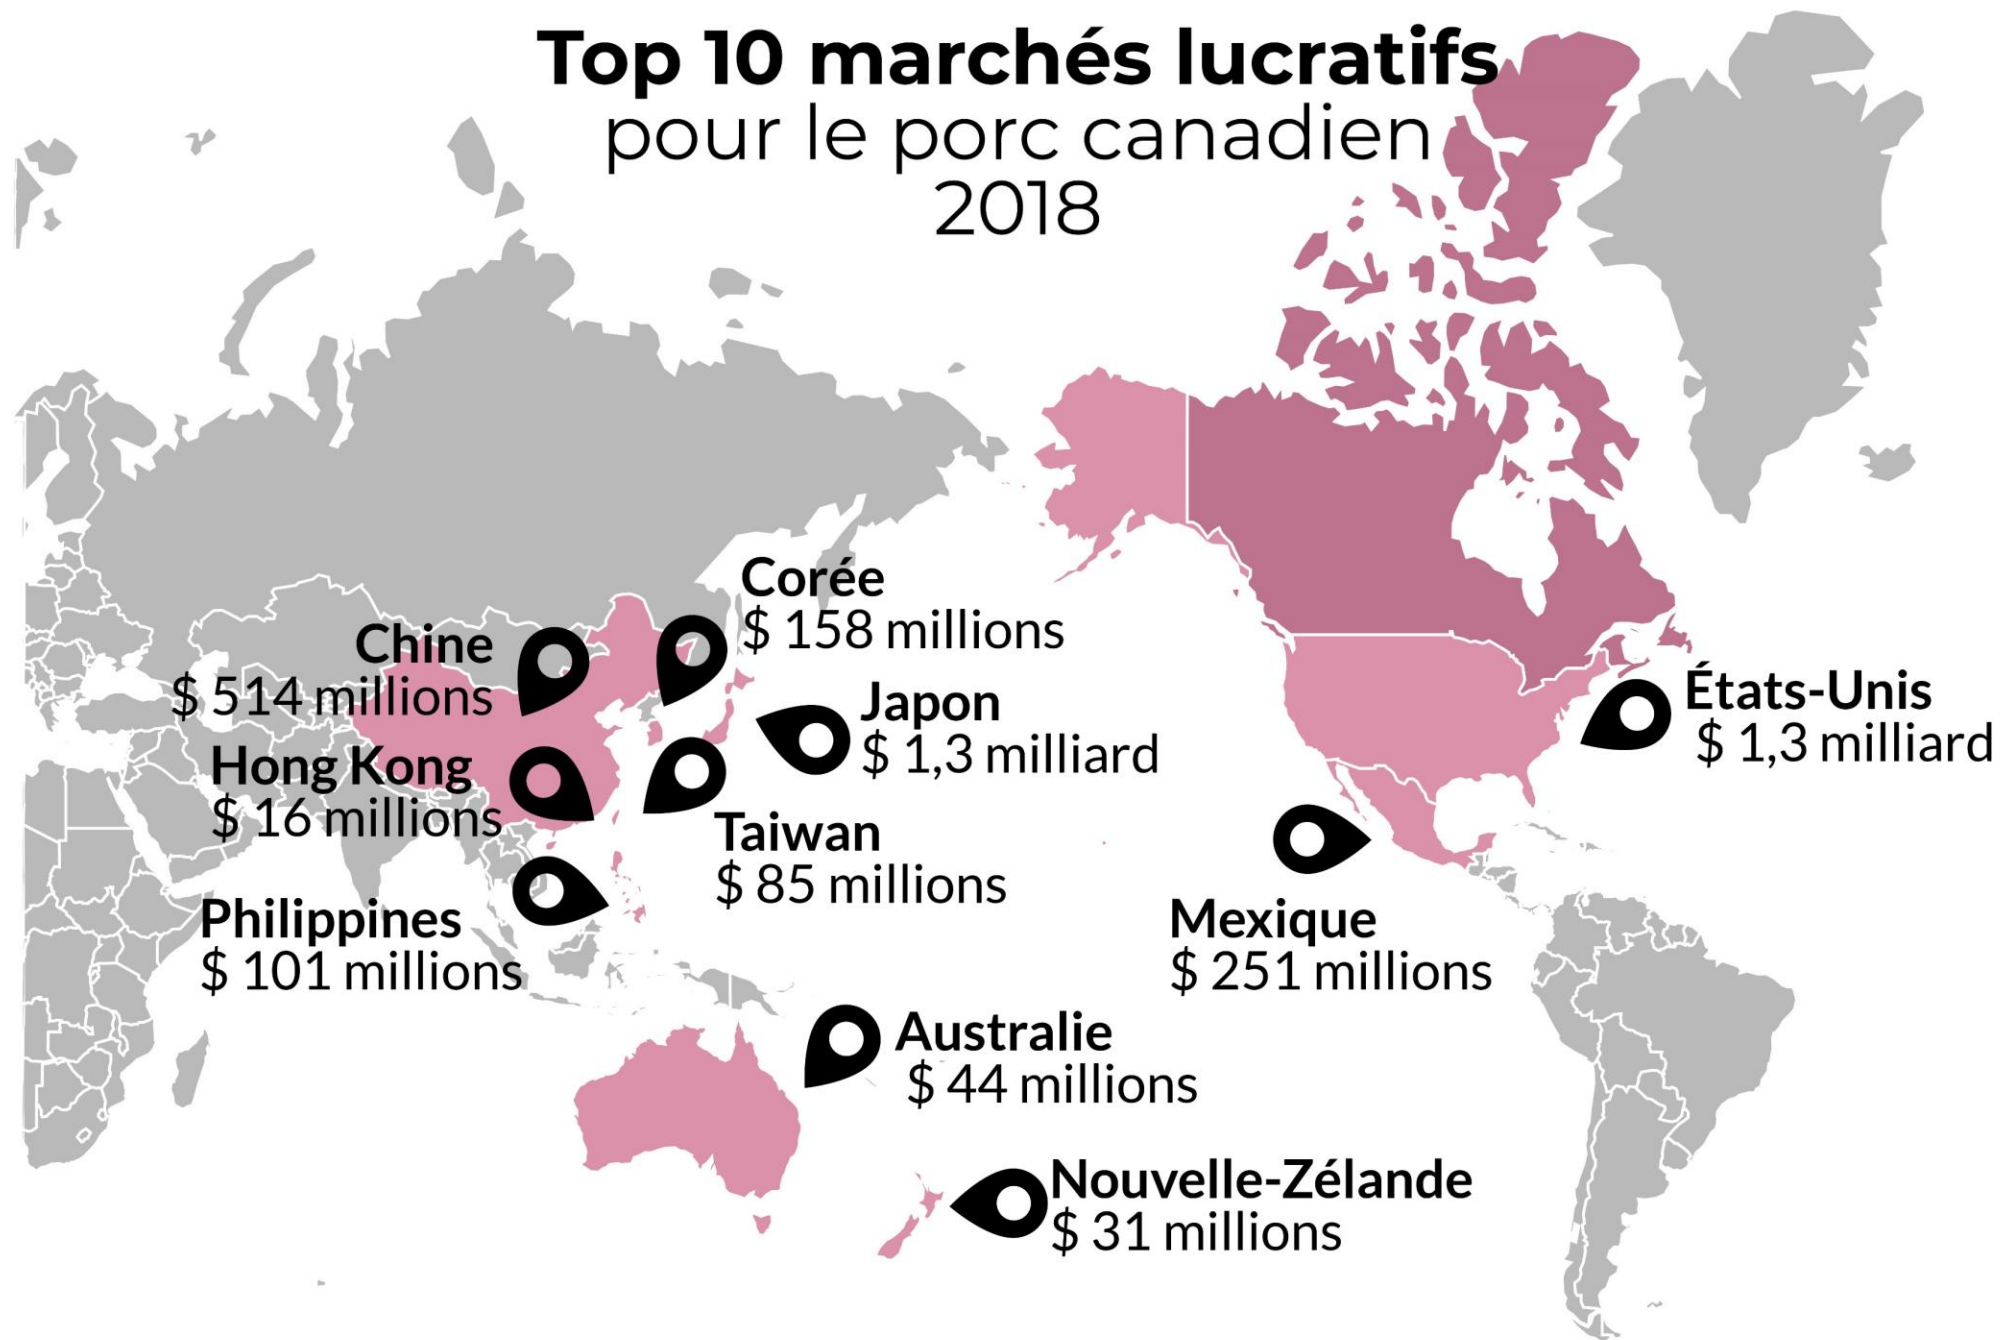 Top 10 marchés lucratifs
pour le porc canadien
2018
Corée
$ 158 millions
Chine
$ 514 millions
Japon
$ 1,3 milliard
États-Unis
$ 1,3 milliard
Hong Kong
$ 16 millions
Taiwan
$ 85 millions
Philippines
$ 101 millions
Mexique
$ 251 millions
Australie
$ 44 millions
Nouvelle-Zélande
$ 31 millions